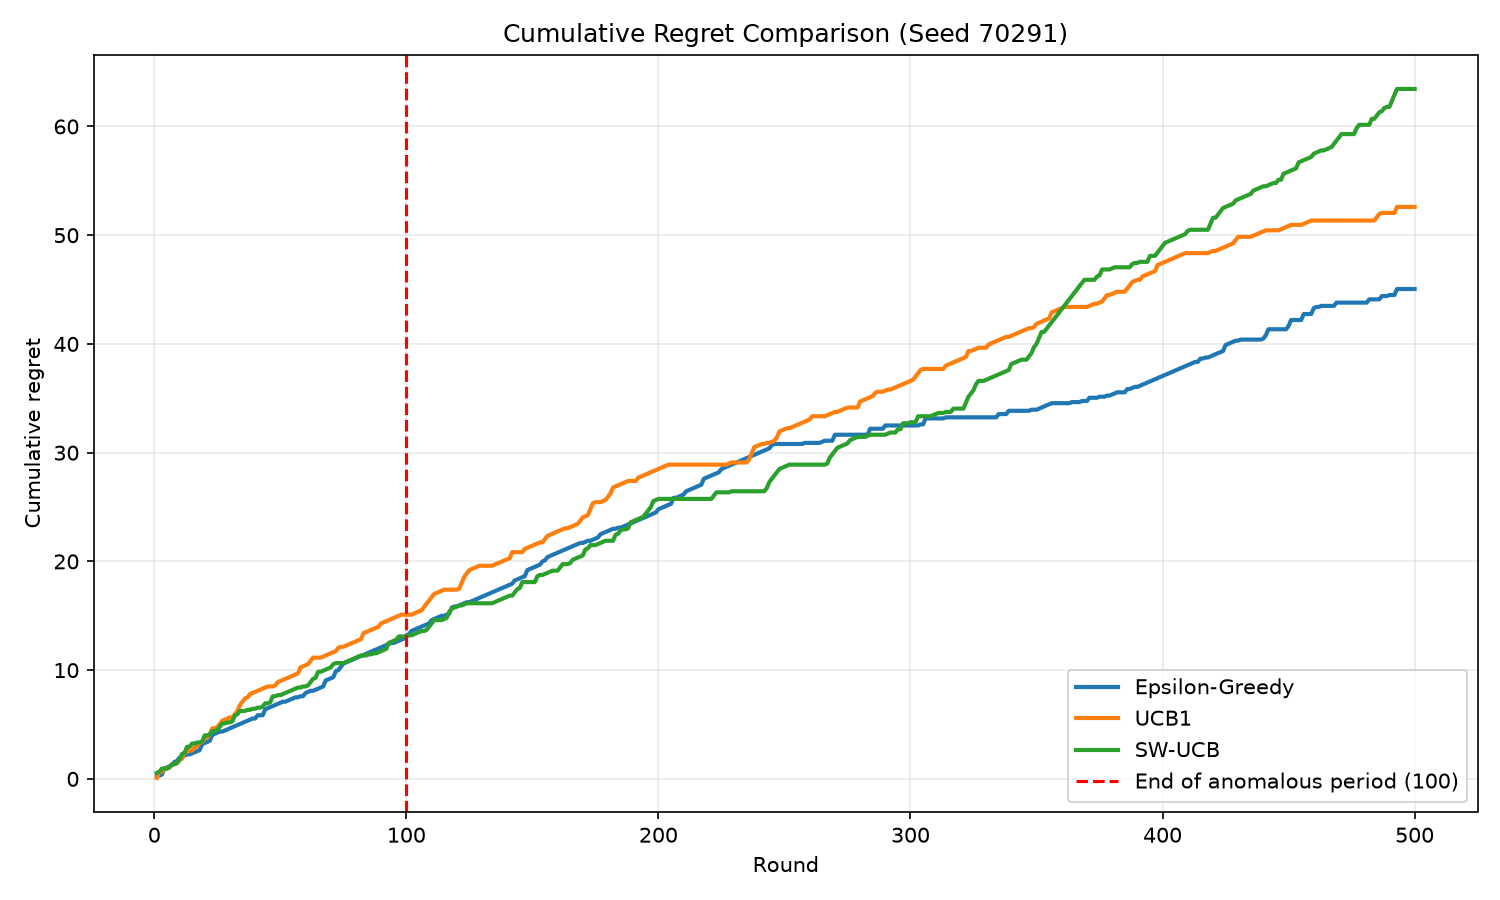 Cumulative Regret Comparison (Seed 70291)
Cumulative regret
60
50
40
30
20
10
0
Epsilon-Greedy
UCB1
SW-UCB
End of anomalous period (100)
0 100 200 300 400 500
Round